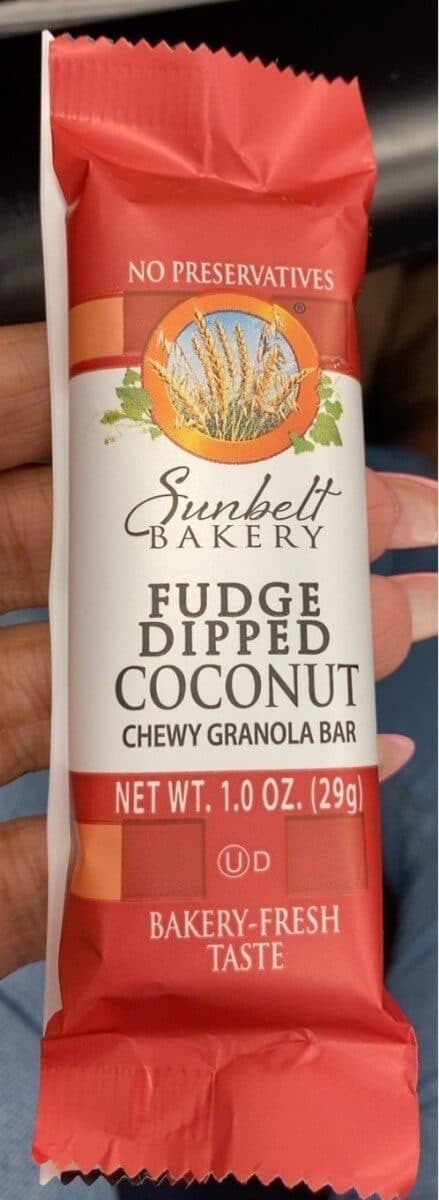 NO PRESERVATIVES
®
Sunbelt
BAKERY
FUDGE
DIPPED
COCONUT
CHEWY GRANOLA BAR
NET WT. 1.0 OZ. (29g)
Ⓤ D
BAKERY-FRESH
TASTE